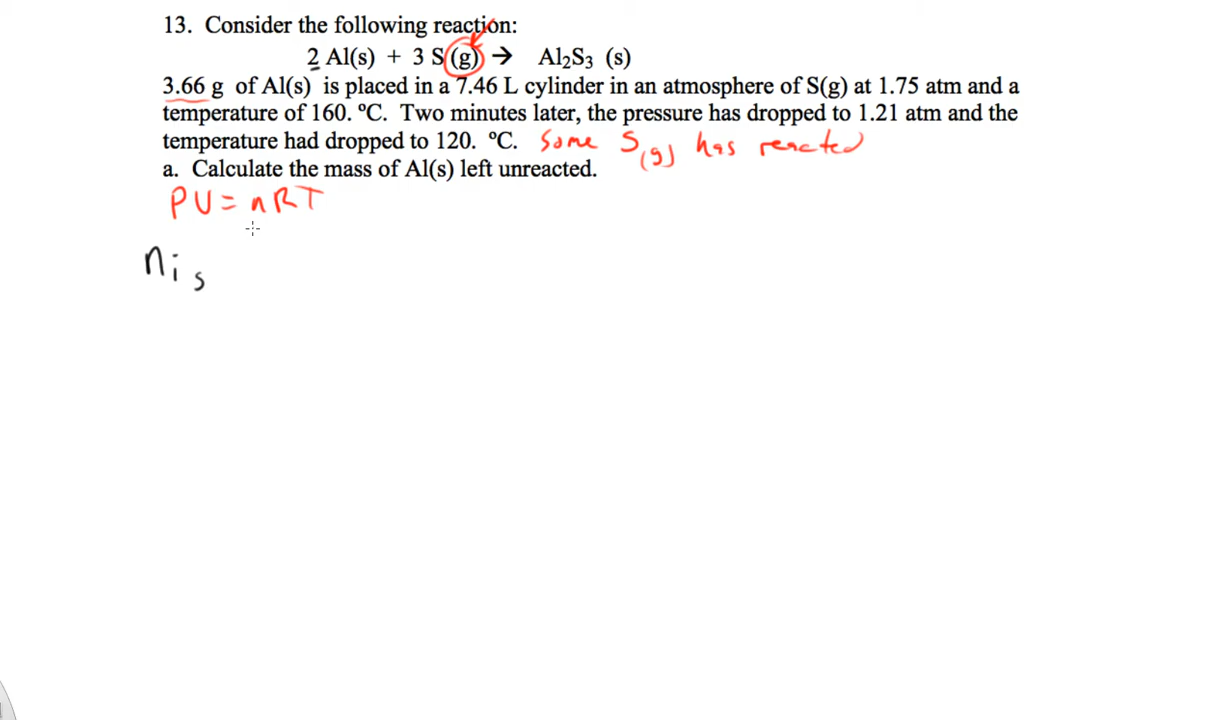 13. Consider the following reaction:
2 Al(s) + 3 S (g) → Al₂S₃ (s)
3.66 g of Al(s) is placed in a 7.46 L cylinder in an atmosphere of S(g) at 1.75 atm and a
temperature of 160. ºC. Two minutes later, the pressure has dropped to 1.21 atm and the
temperature had dropped to 120. ºC. Some S(g) has reacted
a. Calculate the mass of Al(s) left unreacted.
PV = nRT
ni s